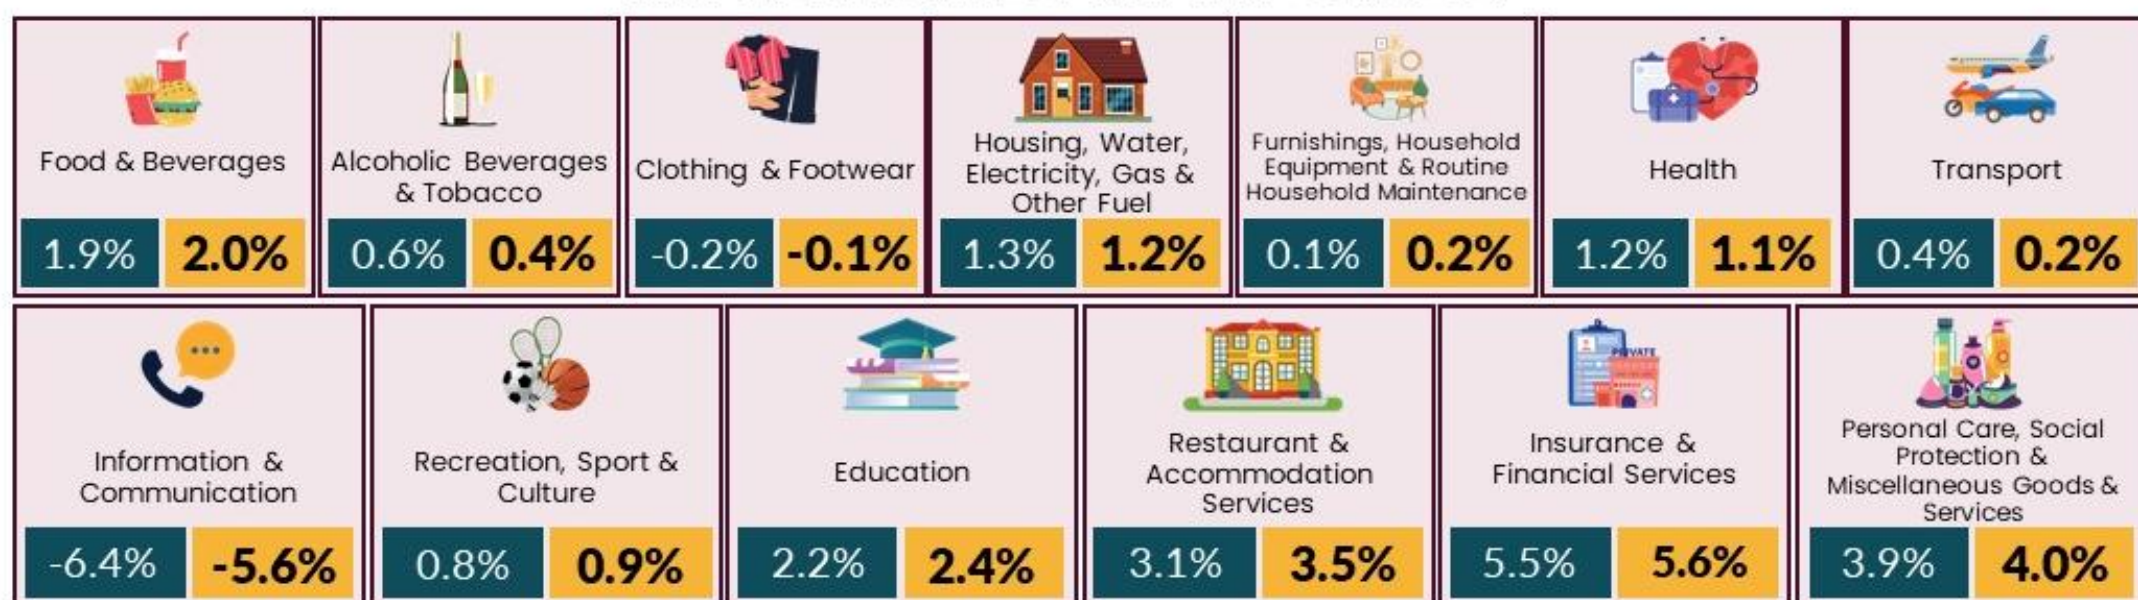 Food & Beverages
1.9% 2.0%
Alcoholic Beverages
& Tobacco
0.6% 0.4%
Clothing & Footwear
-0.2% -0.1%
Housing, Water,
Electricity, Gas &
Other Fuel
1.3% 1.2%
Furnishings, Household
Equipment & Routine
Household Maintenance
0.1% 0.2%
Health
1.2% 1.1%
Transport
0.4% 0.2%
Information &
Communication
-6.4% -5.6%
Recreation, Sport &
Culture
0.8% 0.9%
Education
2.2% 2.4%
Restaurant &
Accommodation
Services
3.1% 3.5%
PRIVATE
Insurance &
Financial Services
5.5% 5.6%
Personal Care, Social
Protection &
Miscellaneous Goods &
Services
3.9% 4.0%